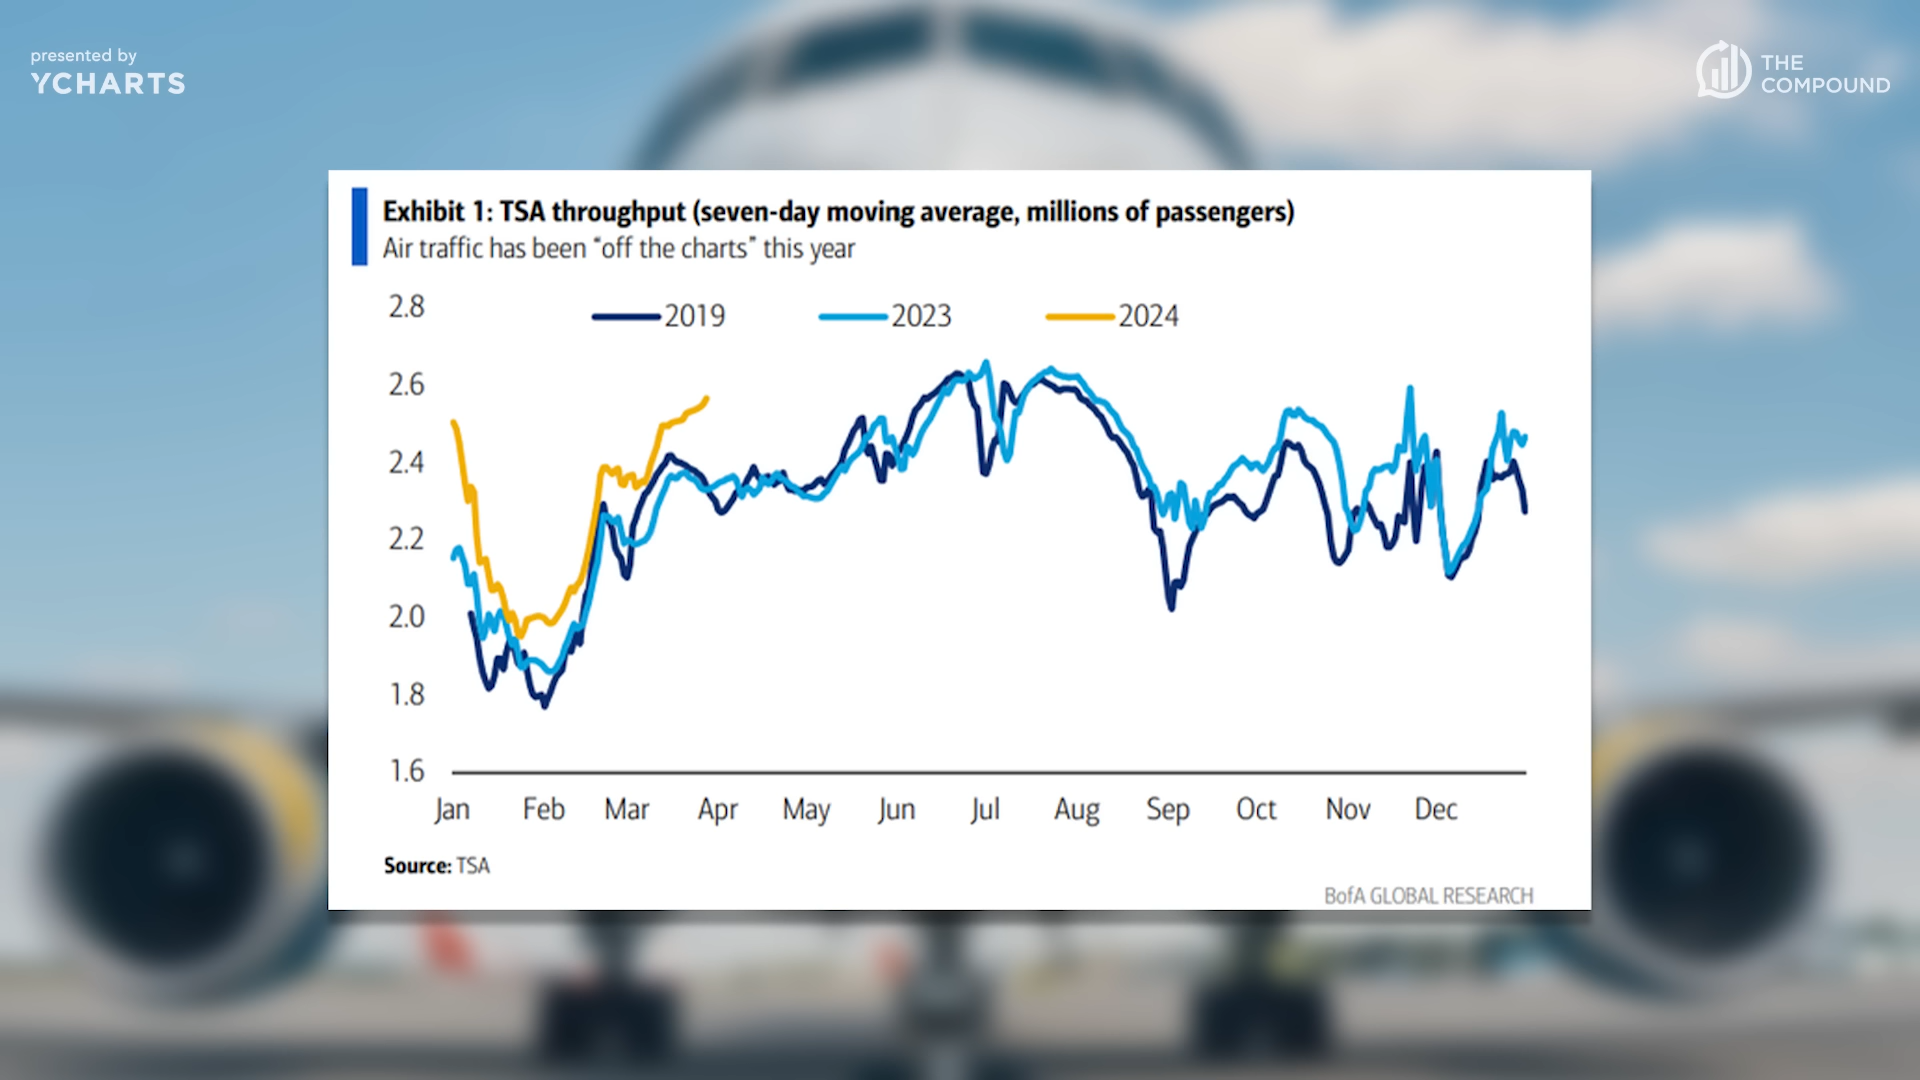 presented by
YCHARTS
THE
COMPOUND
Exhibit 1: TSA throughput (seven-day moving average, millions of passengers)
Air traffic has been “off the charts” this year
2.8
2019 2023 2024
2.6
2.4
2.2
2.0
1.8
1.6
Jan Feb Mar Apr May Jun Jul Aug Sep Oct Nov Dec
Source: TSA
BofA GLOBAL RESEARCH